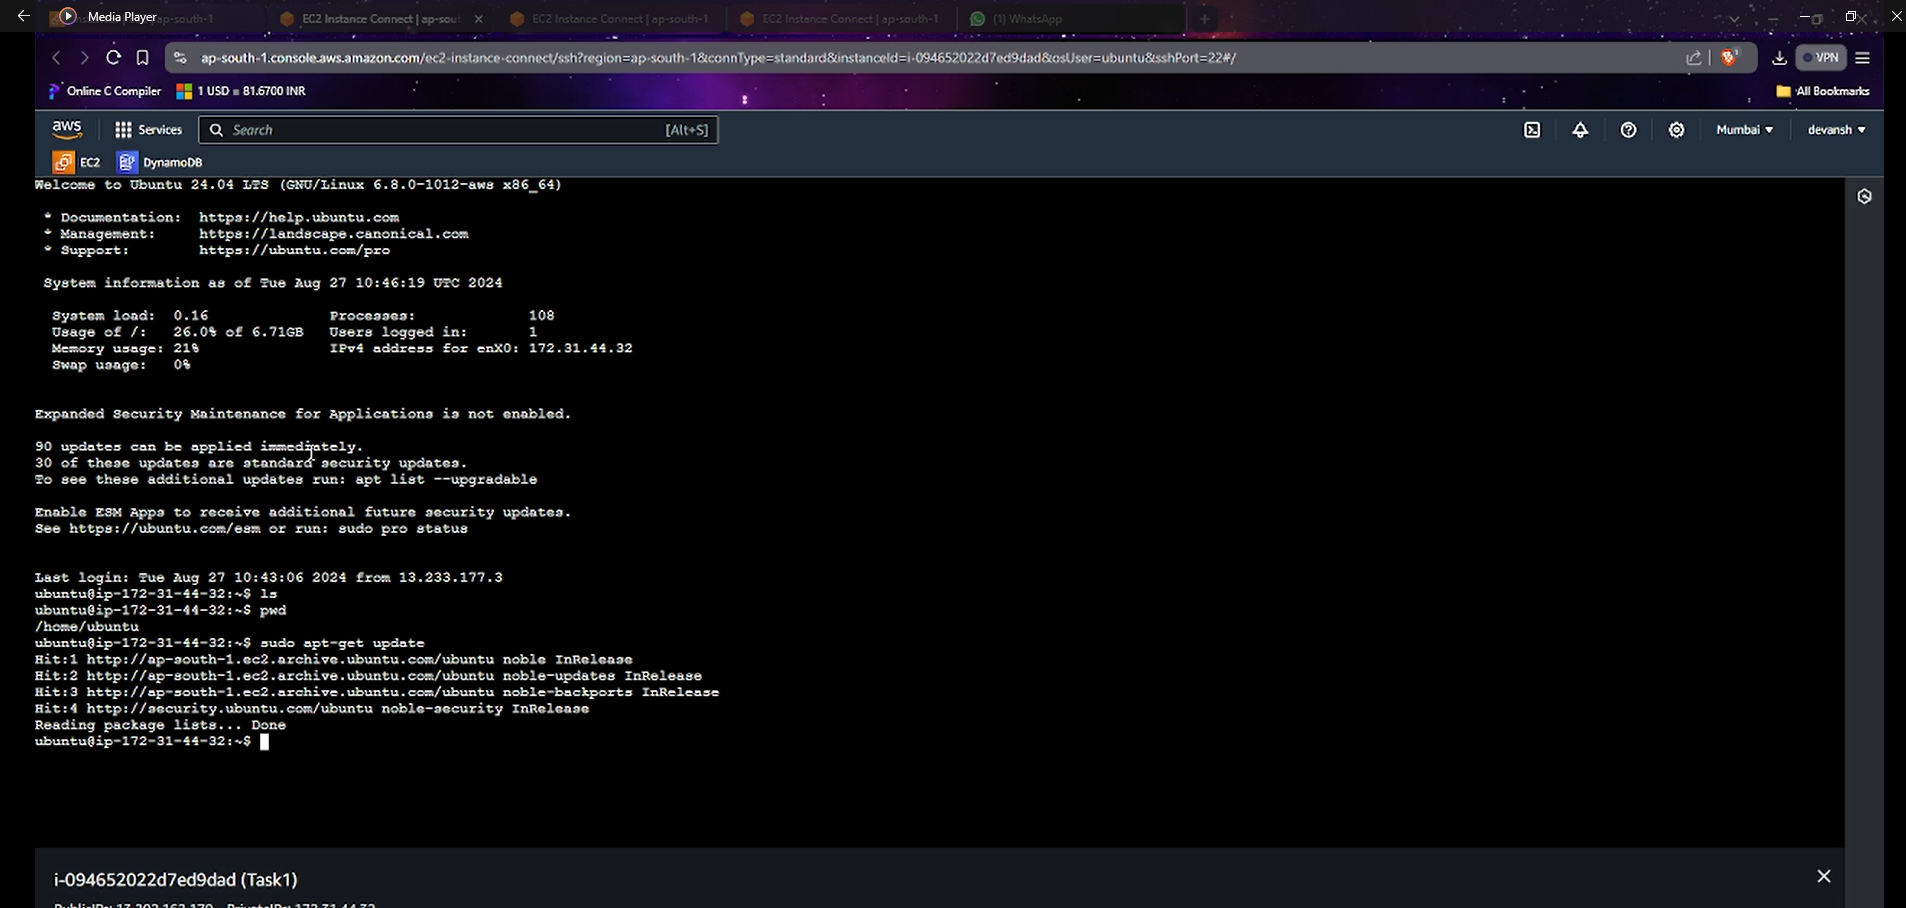 Media Player
ap-south-1
EC2 Instance Connect | ap-sou
EC2 Instance Connect | ap-south-1
EC2 Instance Connect | ap-south-1
(1) WhatsApp
ap-south-1.console.aws.amazon.com/ec2-instance-connect/ssh?region=ap-south-1&connType=standard&instanceId=i-094652022d7ed9dad&osUser=ubuntu&sshPort=22#/
VPN
Online C Compiler
1 USD = 81.6700 INR
All Bookmarks
aws
Services
Search
[Alt+S]
Mumbai
devansh
EC2
DynamoDB
Welcome to Ubuntu 24.04 LTS (GNU/Linux 6.8.0-1012-aws x86_64)
* Documentation: https://help.ubuntu.com
* Management: https://landscape.canonical.com
* Support: https://ubuntu.com/pro
System information as of Tue Aug 27 10:46:19 UTC 2024
System load: 0.16 Processes: 108
Usage of /: 26.0% of 6.71GB Users logged in: 1
Memory usage: 21% IPv4 address for enX0: 172.31.44.32
Swap usage: 0%
Expanded Security Maintenance for Applications is not enabled.
90 updates can be applied immediately.
30 of these updates are standard security updates.
To see these additional updates run: apt list --upgradable
Enable ESM Apps to receive additional future security updates.
See https://ubuntu.com/esm or run: sudo pro status
Last login: Tue Aug 27 10:43:06 2024 from 13.233.177.3
ubuntu@ip-172-31-44-32:~$ ls
ubuntu@ip-172-31-44-32:~$ pwd
/home/ubuntu
ubuntu@ip-172-31-44-32:~$ sudo apt-get update
Hit:1 http://ap-south-1.ec2.archive.ubuntu.com/ubuntu noble InRelease
Hit:2 http://ap-south-1.ec2.archive.ubuntu.com/ubuntu noble-updates InRelease
Hit:3 http://ap-south-1.ec2.archive.ubuntu.com/ubuntu noble-backports InRelease
Hit:4 http://security.ubuntu.com/ubuntu noble-security InRelease
Reading package lists... Done
ubuntu@ip-172-31-44-32:~$
i-094652022d7ed9dad (Task1)